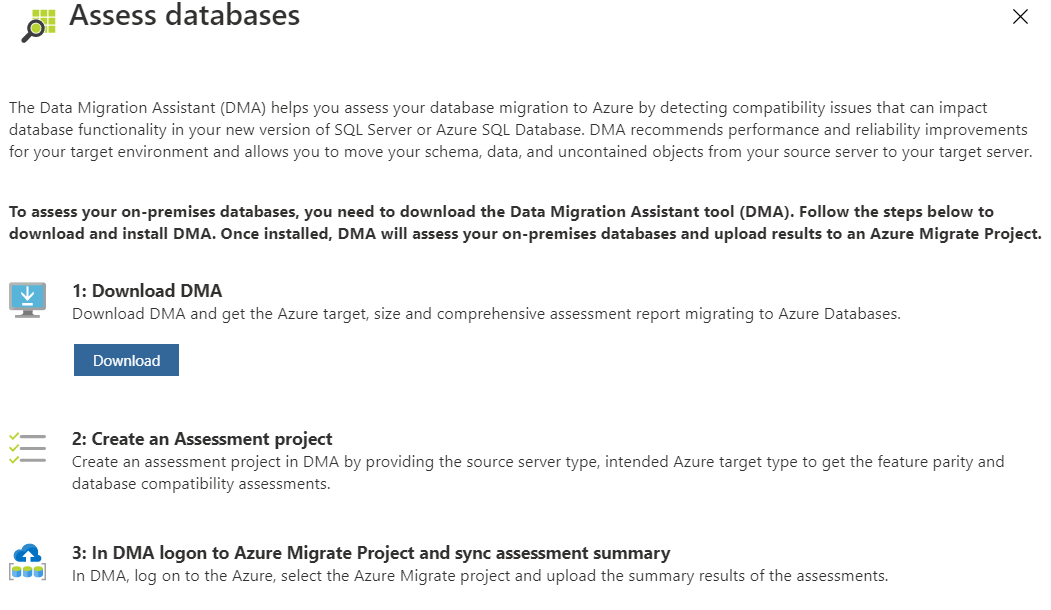 Assess databases
The Data Migration Assistant (DMA) helps you assess your database migration to Azure by detecting compatibility issues that can impact
database functionality in your new version of SQL Server or Azure SQL Database. DMA recommends performance and reliability improvements
for your target environment and allows you to move your schema, data, and uncontained objects from your source server to your target server.
To assess your on-premises databases, you need to download the Data Migration Assistant tool (DMA). Follow the steps below to
download and install DMA. Once installed, DMA will assess your on-premises databases and upload results to an Azure Migrate Project.
1: Download DMA
Download DMA and get the Azure target, size and comprehensive assessment report migrating to Azure Databases.
Download
2: Create an Assessment project
Create an assessment project in DMA by providing the source server type, intended Azure target type to get the feature parity and
database compatibility assessments.
3: In DMA logon to Azure Migrate Project and sync assessment summary
In DMA, log on to the Azure, select the Azure Migrate project and upload the summary results of the assessments.